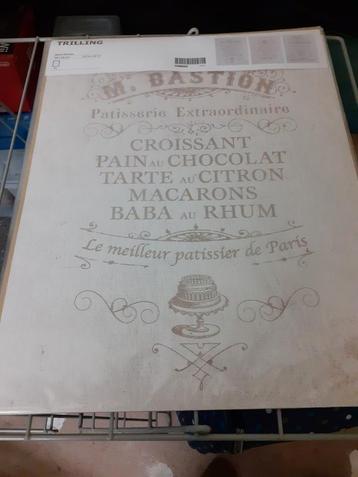 TRILLING
M. BASTION
Patisserie Extraordinaire
CROISSANT
PAIN AU CHOCOLAT
TARTE AU CITRON
MACARONS
BABA AU RHUM
Le meilleur patissier de Paris